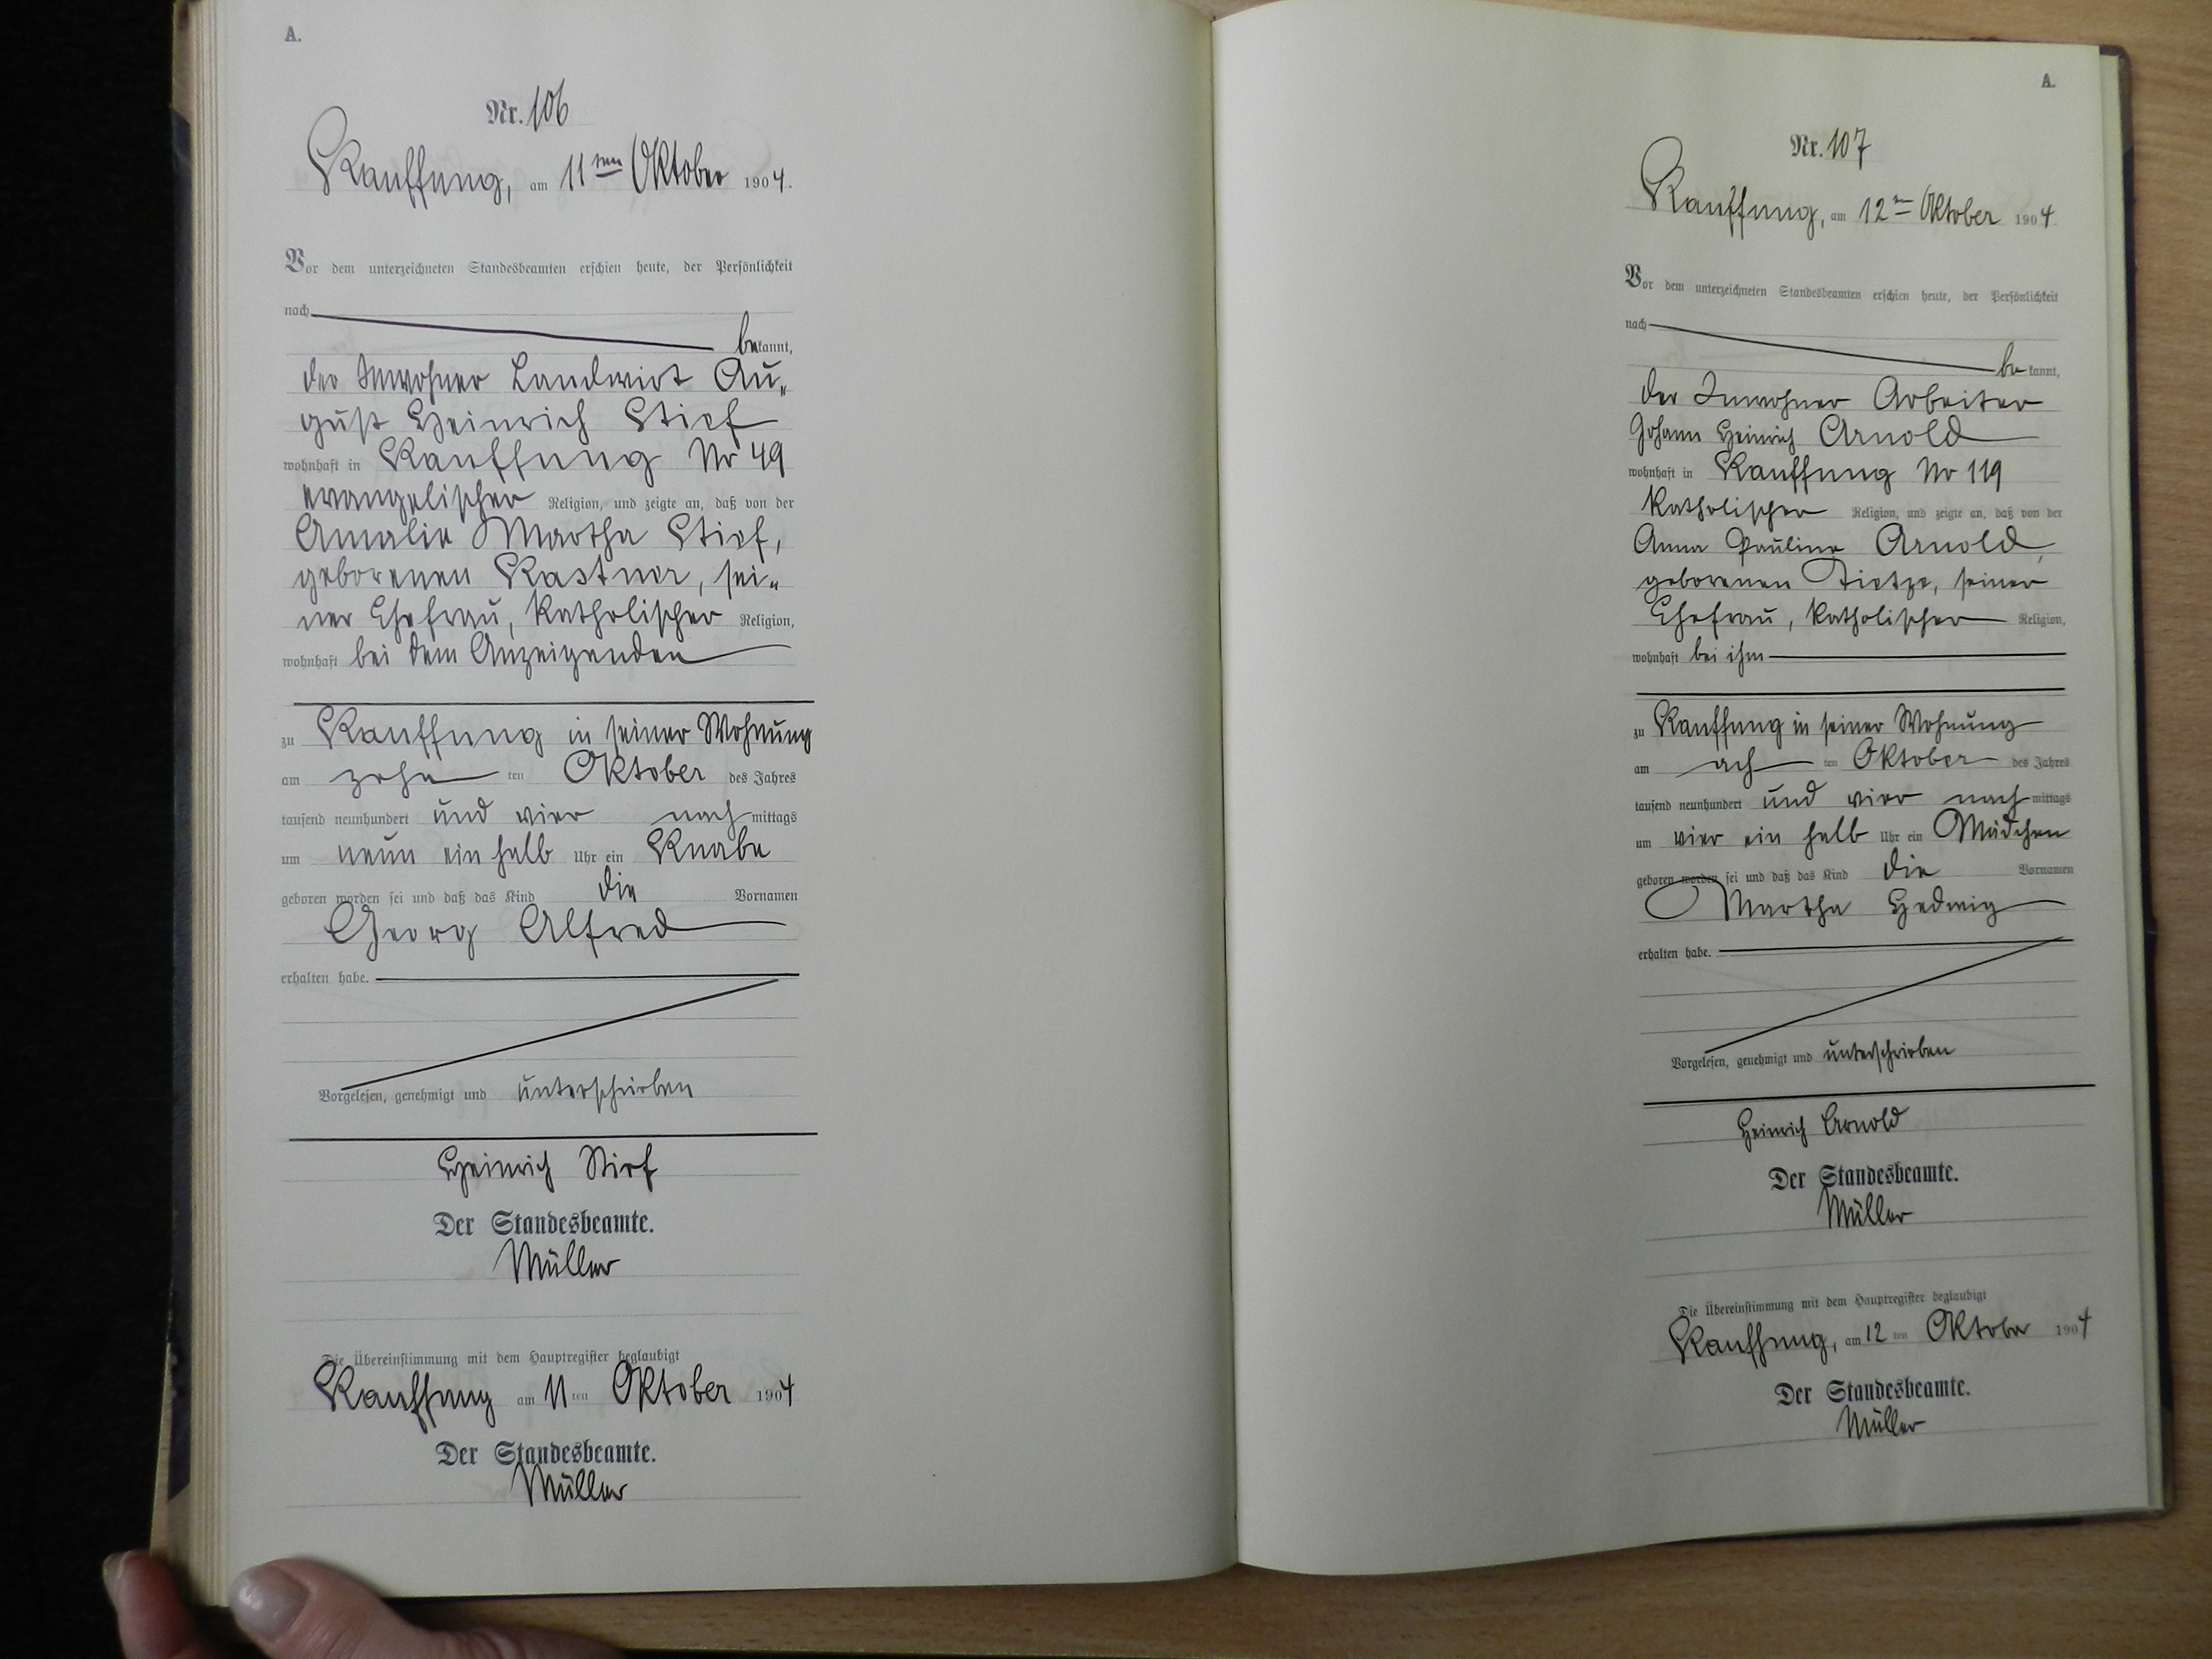 A.
Nr. 106
Kauffung, am 11ten Oktober 1904.
Vor dem unterzeichneten Standesbeamten erschien heute, der Persönlichkeit
nach
bekannt,
der Inwohner Landwirt Au-
gust Heinrich Stief
wohnhaft in Kauffung Nr 49
evangelischer Religion, und zeigte an, daß von der
Amalie Martha Stief,
geborenen Kastner, sei-
ner Ehefrau, katholischer Religion,
wohnhaft bei dem Anzeigenden
zu Kauffung in seiner Wohnung
am zehn ten Oktober des Jahres
tausend neunhundert und vier nachmittags
um neun ein halb Uhr ein Knabe
geboren worden sei und daß das Kind die Vornamen
Georg Alfred
erhalten habe.
Vorgelesen, genehmigt und unterschrieben
Heinrich Stief
Der Standesbeamte.
Müller
Die Übereinstimmung mit dem Hauptregister beglaubigt
Kauffung am 11 ten Oktober 1904
Der Standesbeamte.
Müller
A.
Nr. 107
Kauffung, am 12ten Oktober 1904
Vor dem unterzeichneten Standesbeamten erschien heute, der Persönlichkeit
nach
bekannt,
der Inwohner Arbeiter
Johann Heinrich Arnold
wohnhaft in Kauffung Nr 119
katholischer Religion, und zeigte an, daß von der
Anna Pauline Arnold,
geborenen Tietze, seiner
Ehefrau, katholischer Religion,
wohnhaft bei ihm
zu Kauffung in seiner Wohnung
am ach ten Oktober des Jahres
tausend neunhundert und vier nachmittags
um vier ein halb Uhr ein Mädchen
geboren worden sei und daß das Kind die Vornamen
Martha Hedwig
erhalten habe.
Vorgelesen, genehmigt und unterschrieben
Heinrich Arnold
Der Standesbeamte.
Müller
Die Übereinstimmung mit dem Hauptregister beglaubigt
Kauffung, am 12 ten Oktober 1904
Der Standesbeamte.
Müller